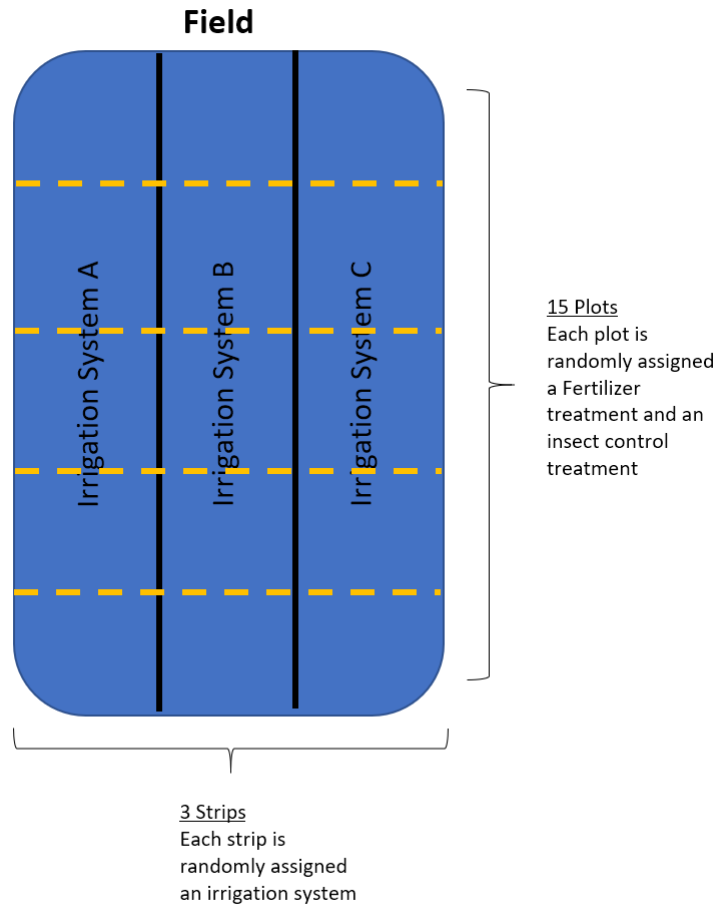 Field
Irrigation System A
Irrigation System B
Irrigation System C
15 Plots
Each plot is
randomly assigned
a Fertilizer
treatment and an
insect control
treatment
3 Strips
Each strip is
randomly assigned
an irrigation system